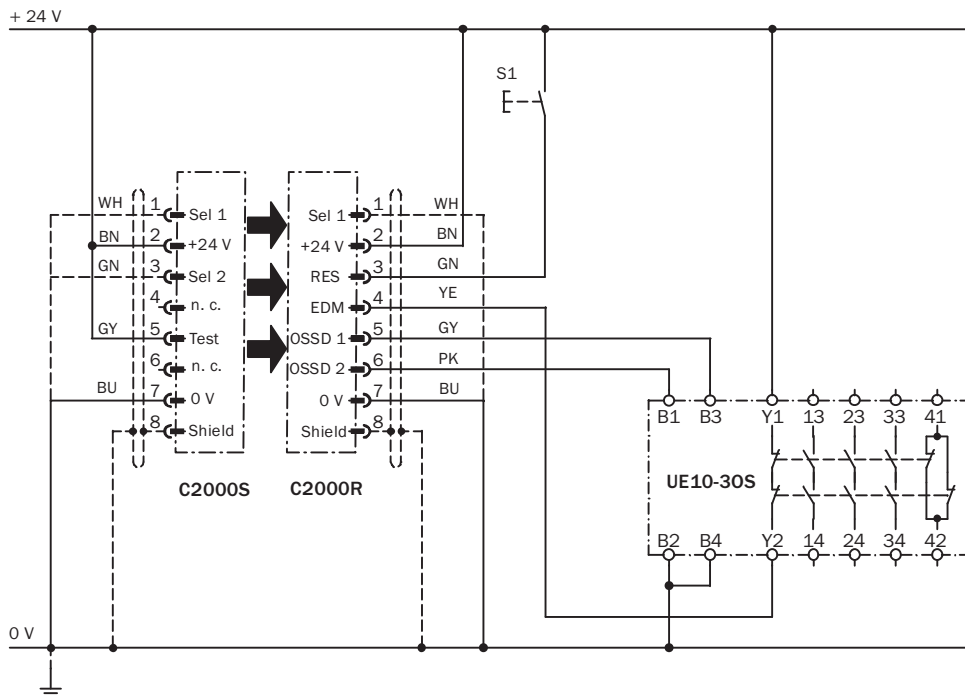 + 24 V
S1
WH 1 Sel 1
BN 2 +24 V
GN 3 Sel 2
4 n. c.
GY 5 Test
6 n. c.
BU 7 0 V
8 Shield
C2000S
Sel 1 1 WH
+24 V 2 BN
RES 3 GN
EDM 4 YE
OSSD 1 5 GY
OSSD 2 6 PK
0 V 7 BU
Shield 8
C2000R
B1 B3 Y1 13 23 33 41
UE10-30S
B2 B4 Y2 14 24 34 42
0 V